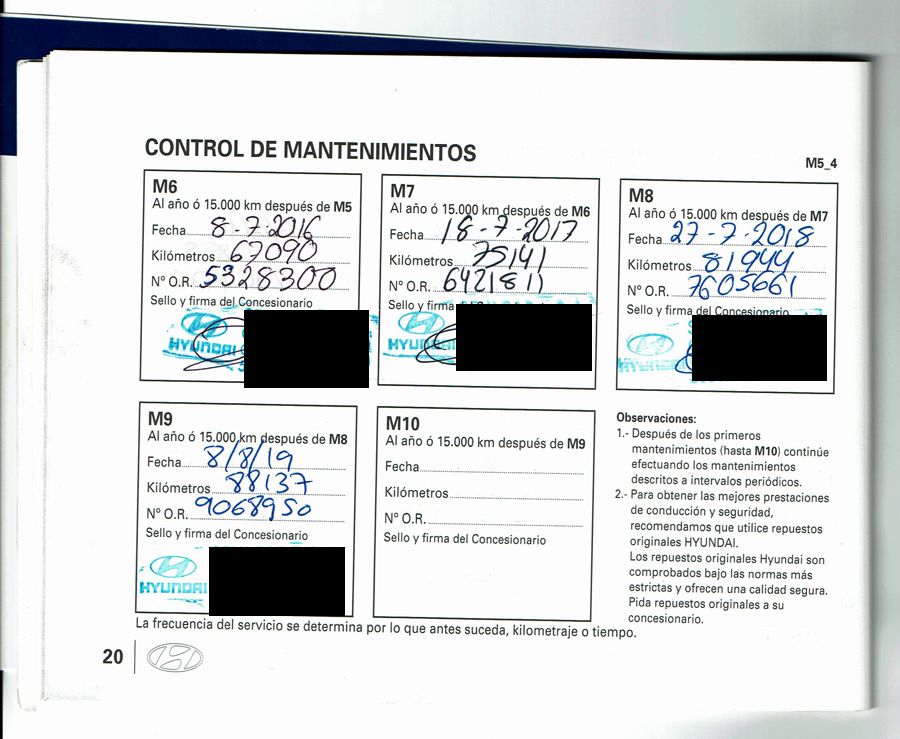 CONTROL DE MANTENIMIENTOS
M5_4
M6
Al año ó 15.000 km después de M5
Fecha 8-7-2016
Kilómetros 67090
Nº O.R. 5328300
Sello y firma del Concesionario
HYUNDAI
M7
Al año ó 15.000 km después de M6
Fecha 18-7-2017
Kilómetros 75141
Nº O.R. 6421811
Sello y firma
HYUNDAI
M8
Al año ó 15.000 km después de M7
Fecha 27-7-2018
Kilómetros 81944
Nº O.R. 7605661
Sello y firma del Concesionario
HYUNDAI
M9
Al año ó 15.000 km después de M8
Fecha 8/8/19
Kilómetros 88137
Nº O.R. 9068950
Sello y firma del Concesionario
HYUNDAI
M10
Al año ó 15.000 km después de M9
Fecha
Kilómetros
Nº O.R.
Sello y firma del Concesionario
Observaciones:
1.- Después de los primeros
mantenimientos (hasta M10) continúe
efectuando los mantenimientos
descritos a intervalos periódicos.
2.- Para obtener las mejores prestaciones
de conducción y seguridad,
recomendamos que utilice repuestos
originales HYUNDAI.
Los repuestos originales Hyundai son
comprobados bajo las normas más
estrictas y ofrecen una calidad segura.
Pida repuestos originales a su
concesionario.
La frecuencia del servicio se determina por lo que antes suceda, kilometraje o tiempo.
20